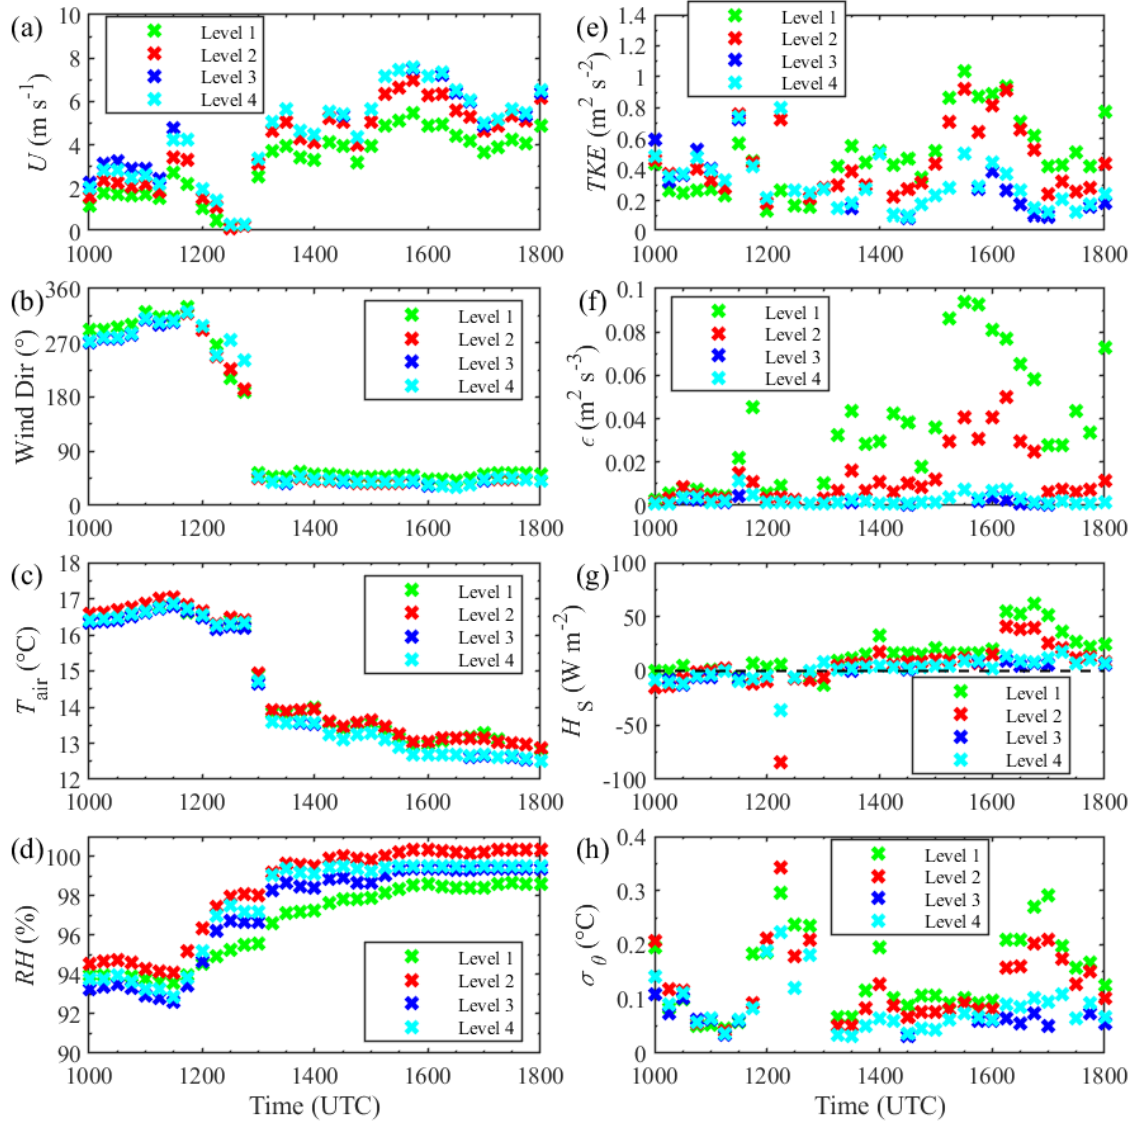 (a)
U (m s⁻¹)
10
8
6
4
2
0
Level 1
Level 2
Level 3
Level 4
1000 1200 1400 1600 1800
(b)
Wind Dir (°)
360
270
180
90
0
Level 1
Level 2
Level 3
Level 4
1000 1200 1400 1600 1800
(c)
T air (°C)
18
17
16
15
14
13
12
Level 1
Level 2
Level 3
Level 4
1000 1200 1400 1600 1800
(d)
RH (%)
100
98
96
94
92
90
Level 1
Level 2
Level 3
Level 4
1000 1200 1400 1600 1800
Time (UTC)
(e)
TKE (m² s⁻²)
1.4
1.2
1
0.8
0.6
0.4
0.2
0
Level 1
Level 2
Level 3
Level 4
1000 1200 1400 1600 1800
(f)
ϵ (m² s⁻³)
0.1
0.08
0.06
0.04
0.02
0
Level 1
Level 2
Level 3
Level 4
1000 1200 1400 1600 1800
(g)
H S (W m⁻²)
100
50
0
-50
-100
Level 1
Level 2
Level 3
Level 4
1000 1200 1400 1600 1800
(h)
σ θ (°C)
0.4
0.3
0.2
0.1
0
Level 1
Level 2
Level 3
Level 4
1000 1200 1400 1600 1800
Time (UTC)